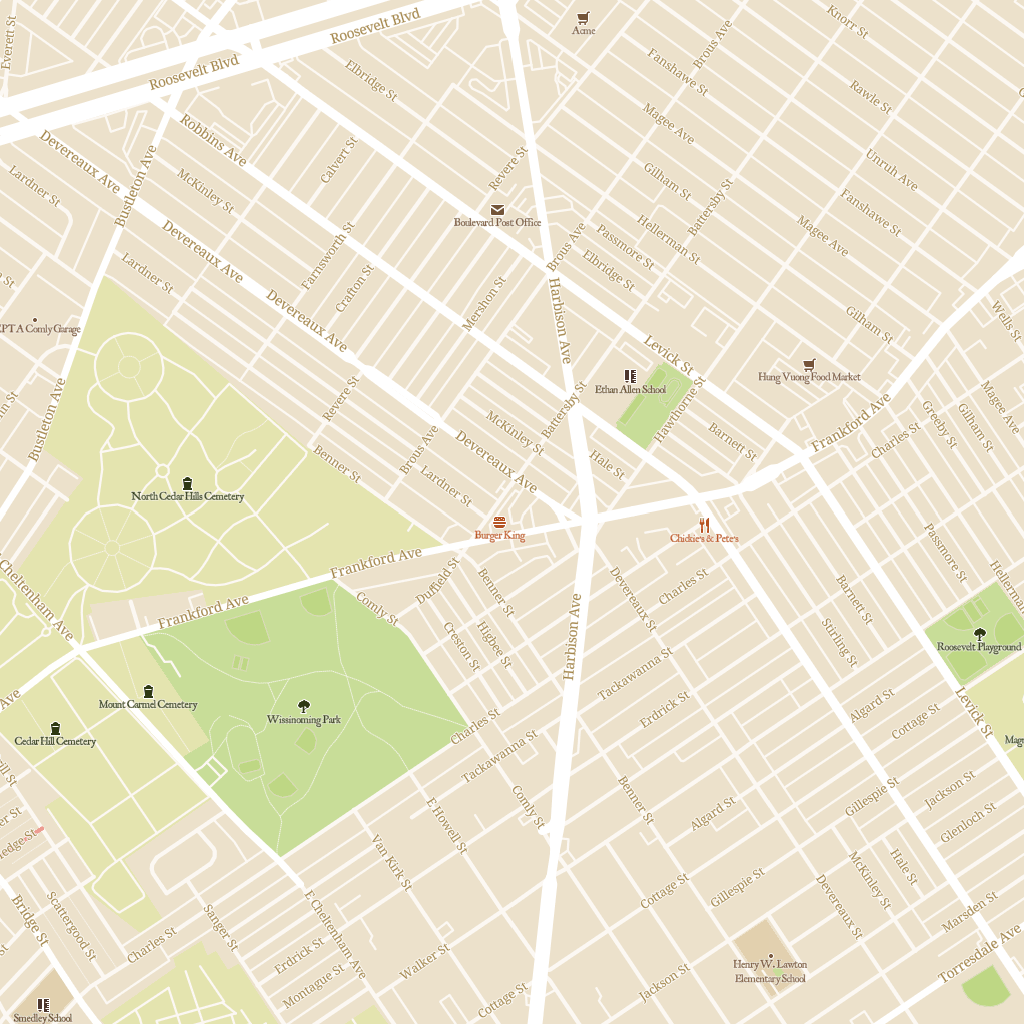 Everett St
Roosevelt Blvd
Roosevelt Blvd
Acme
Brous Ave
Knorr St
Elbridge St
Fanshawe St
Rawle St
Robbins Ave
Devereaux Ave
Magee Ave
Calvert St
Revere St
Unruh Ave
Lardner St
McKinley St
Bustleton Ave
Gilham St
Battersby St
Fanshawe St
Boulevard Post Office
Hellerman St
Magee Ave
Devereaux Ave
Farnsworth St
Brous Ave
Passmore St
Elbridge St
Lardner St
Crafton St
Mershon St
Harbison Ave
Devereaux Ave
Gilham St
Wells St
Comly Garage
Levick St
Ethan Allen School
Hung Vuong Food Market
Hawthorne St
Revere St
Battersby St
Bustleton Ave
McKinley St
Frankford Ave
Magee Ave
Greeby St
Gilham St
Charles St
Barnett St
Brous Ave
Devereaux Ave
Benner St
Hale St
Lardner St
North Cedar Hills Cemetery
Burger King
Chickie's & Pete's
Passmore St
Frankford Ave
Cheltenham Ave
Duffield St
Benner St
Devereaux St
Charles St
Barnett St
Frankford Ave
Comly St
Harbison Ave
Creston St
Higbee St
Stirling St
Roosevelt Playground
Tackawanna St
Ave
Mount Carmel Cemetery
Wissinoming Park
Cedar Hill Cemetery
Charles St
Erdrick St
Algard St
Cottage St
Levick St
Tackawanna St
Comly St
Benner St
Algard St
Gillespie St
Jackson St
Glenloch St
E Howell St
Van Kirk St
Hale St
McKinley St
Devereaux St
Cottage St
Gillespie St
Bridge St
Scattergood St
Charles St
Sanger St
Erdrick St
E Cheltenham Ave
Montague St
Walker St
Marsden St
Torresdale Ave
Henry W. Lawton
Elementary School
Jackson St
Cottage St
Smedley School